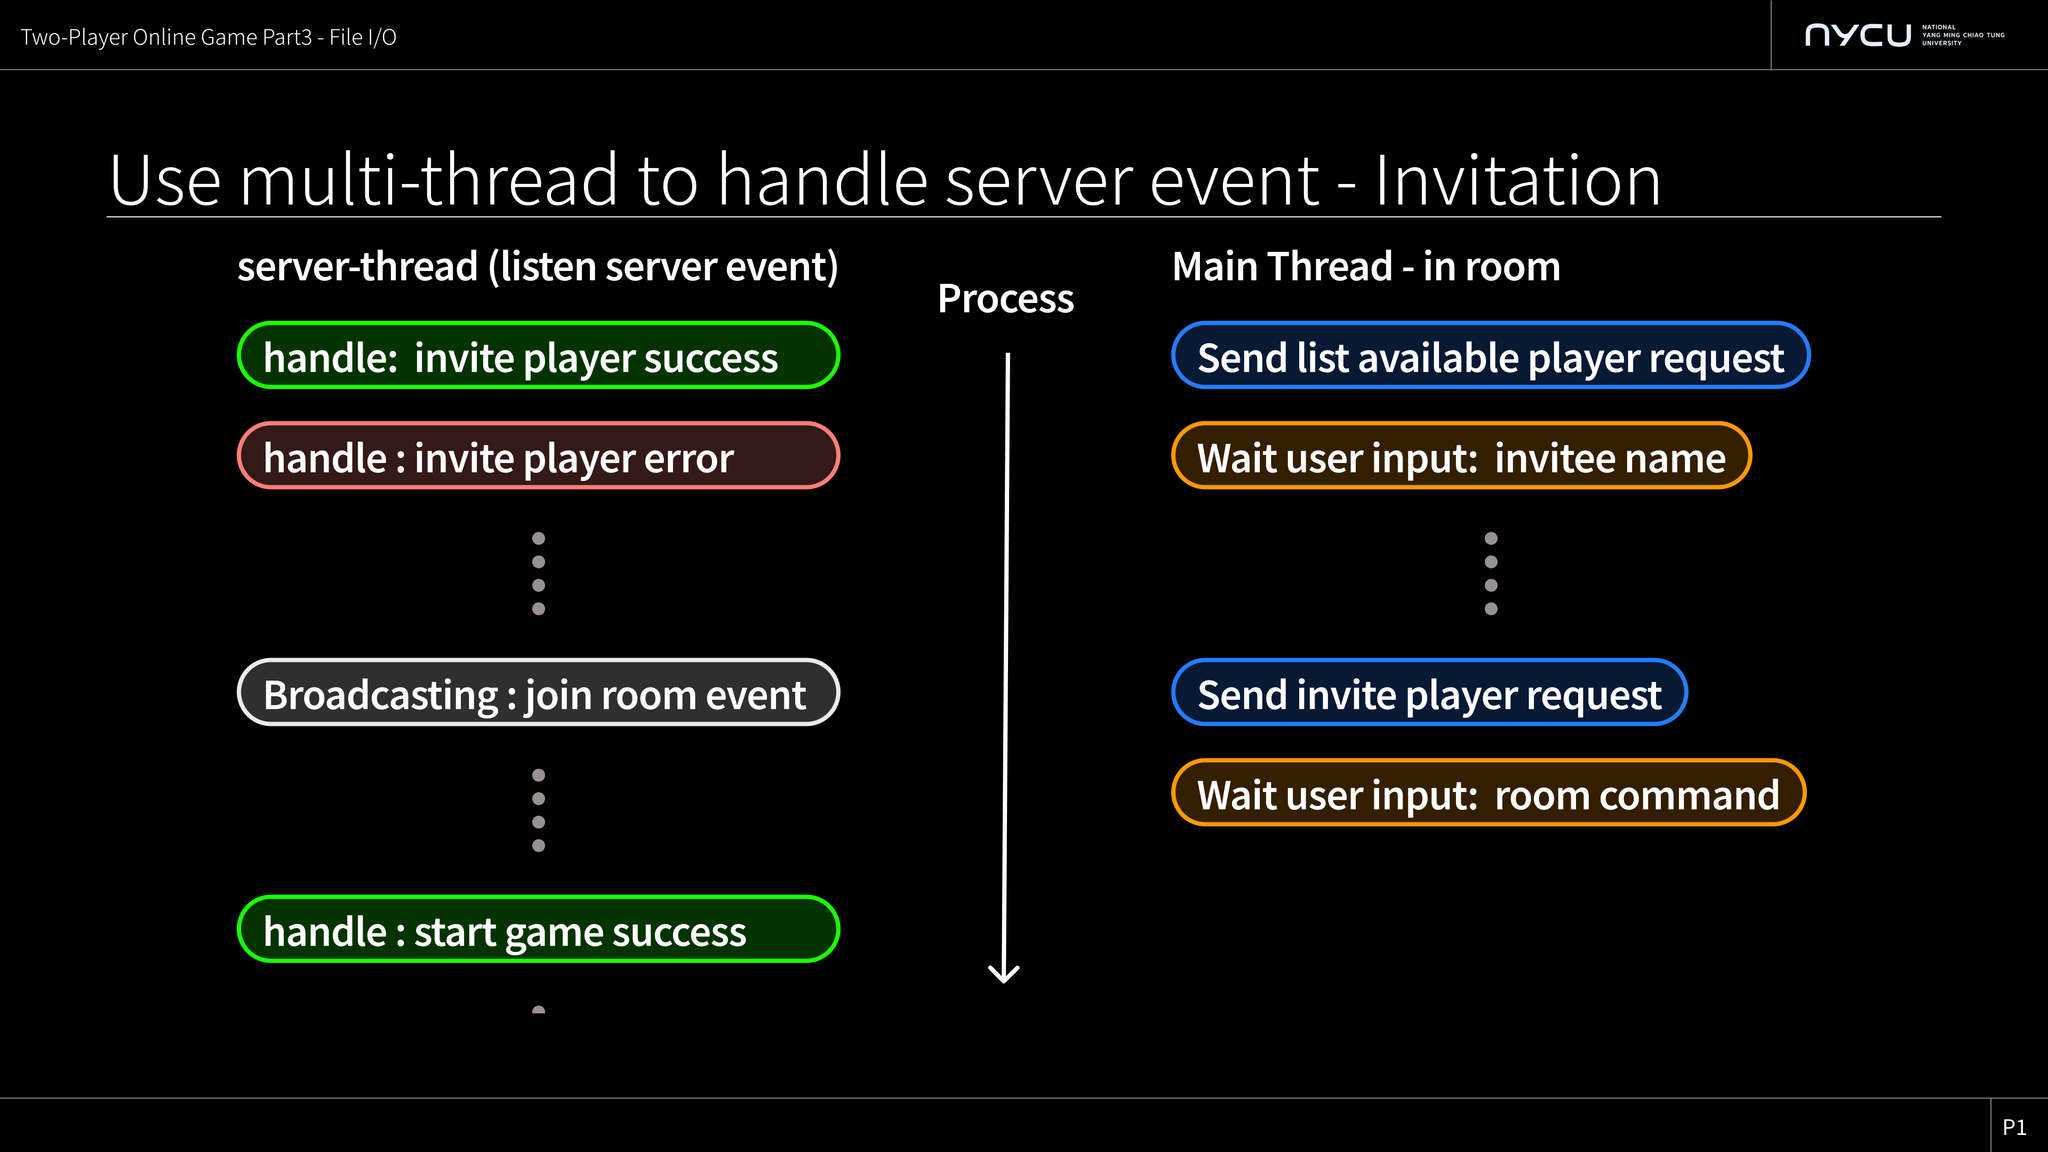 Two-Player Online Game Part3 - File I/O
nycu
NATIONAL
YANG MING CHIAO TUNG
UNIVERSITY
Use multi-thread to handle server event - Invitation
server-thread (listen server event)
handle:  invite player success
handle : invite player error
Broadcasting : join room event
handle : start game success
Process
Main Thread - in room
Send list available player request
Wait user input:  invitee name
Send invite player request
Wait user input:  room command
P1